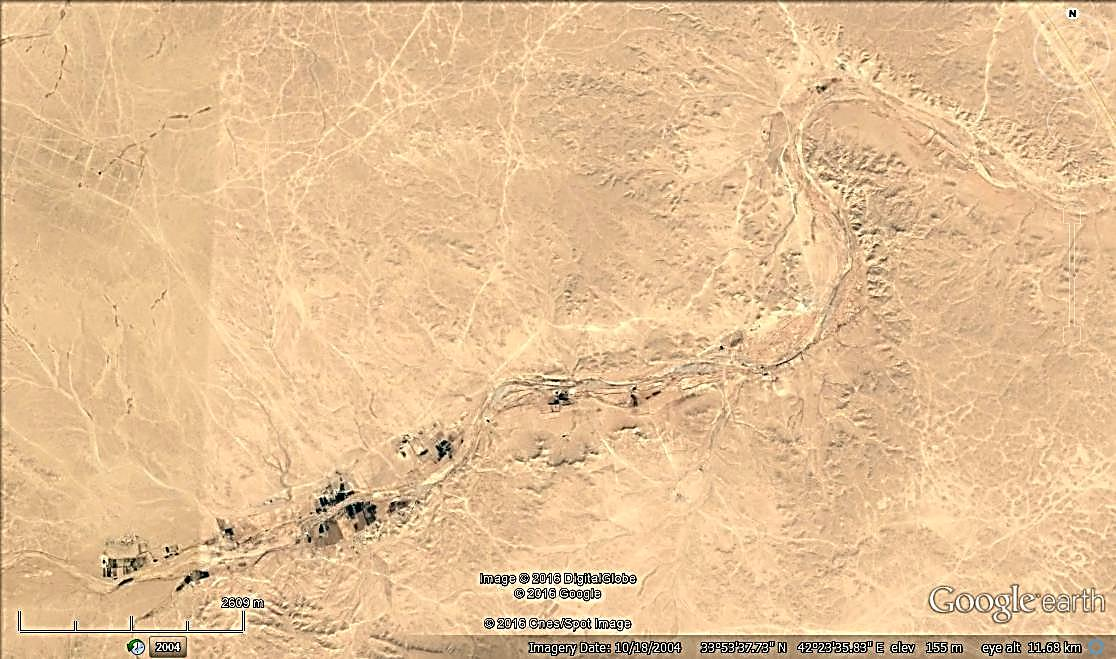 N
Image © 2016 DigitalGlobe
© 2016 Google
© 2016 Cnes/Spot Image
Google earth
2609 m
2004
Imagery Date: 10/18/2004 33°53'37.73" N 42°23'35.83" E elev 155 m eye alt 11.68 km